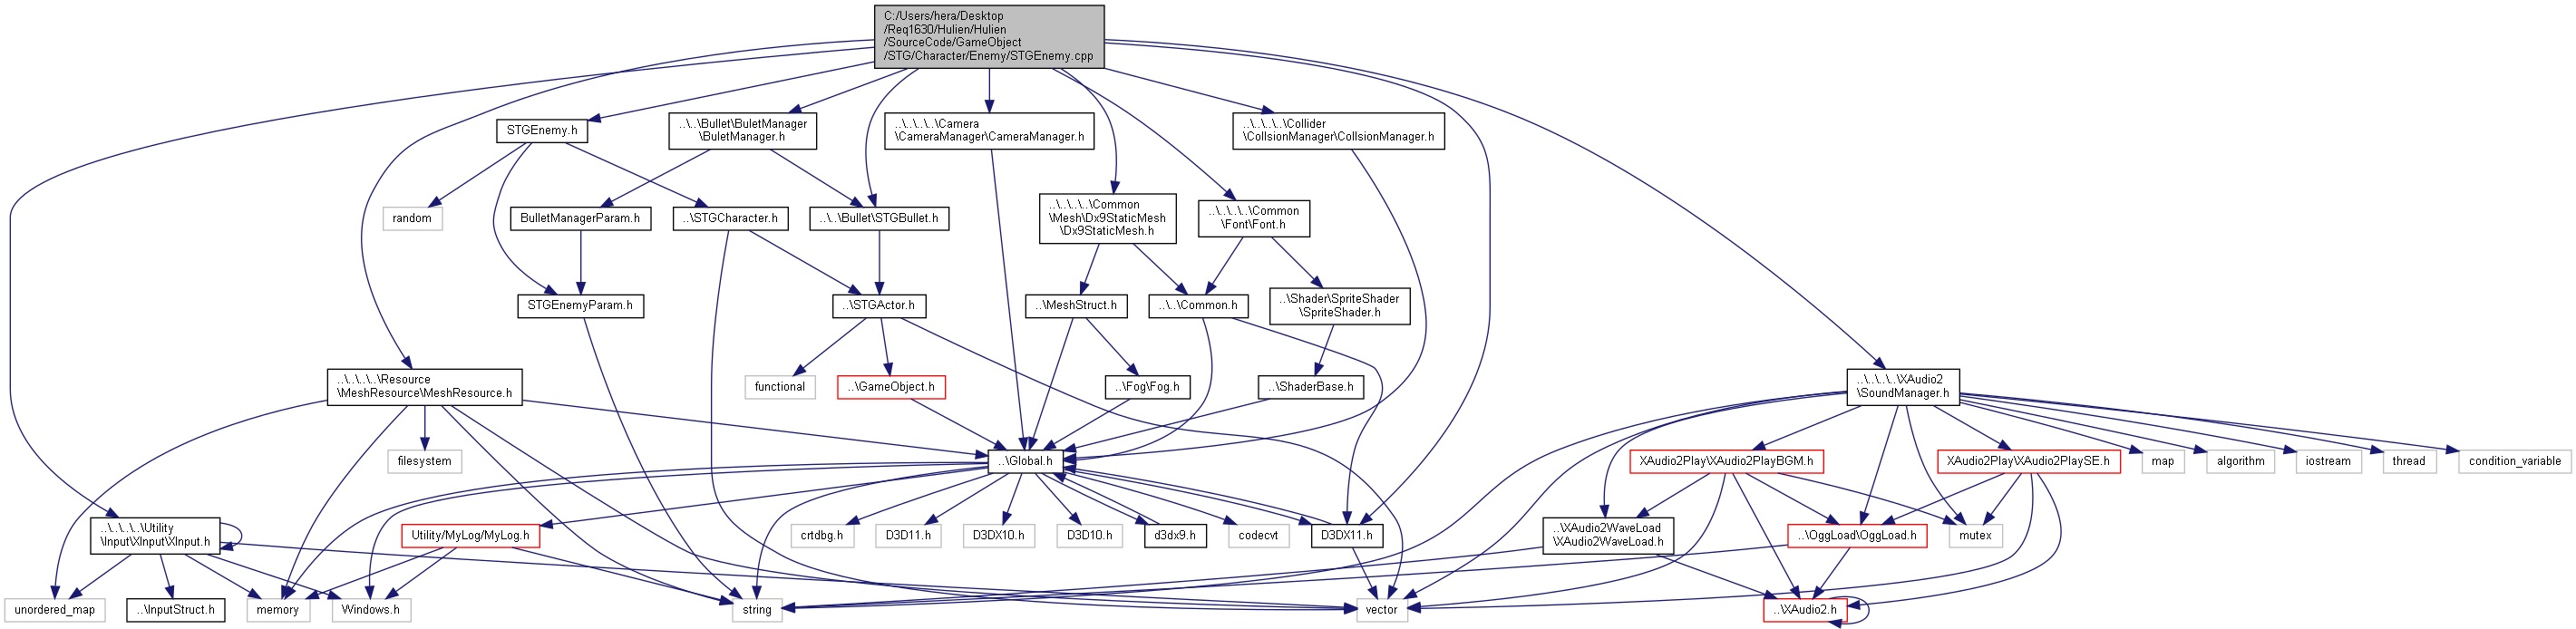 C:/Users/hera/Desktop
/Req1630/Hulien/Hulien
/SourceCode/GameObject
/STG/Character/Enemy/STGEnemy.cpp
STGEnemy.h
..\..\Bullet\BuletManager
\BuletManager.h
..\..\..\..\Camera
\CameraManager\CameraManager.h
..\..\..\..\Collider
\CollsionManager\CollsionManager.h
random
BulletManagerParam.h
..\STGCharacter.h
..\..\Bullet\STGBullet.h
..\..\..\..\Common
\Mesh\Dx9StaticMesh
\Dx9StaticMesh.h
..\..\..\..\Common
\Font\Font.h
STGEnemyParam.h
..\STGActor.h
..\MeshStruct.h
..\..\Common.h
..\Shader\SpriteShader
\SpriteShader.h
..\..\..\..\Resource
\MeshResource\MeshResource.h
functional
..\GameObject.h
..\Fog\Fog.h
..\ShaderBase.h
..\..\..\..\XAudio2
\SoundManager.h
filesystem
..\Global.h
XAudio2Play\XAudio2PlayBGM.h
XAudio2Play\XAudio2PlaySE.h
map
algorithm
iostream
thread
condition_variable
..\..\..\..\Utility
\Input\XInput\XInput.h
Utility/MyLog/MyLog.h
crtdbg.h
D3D11.h
D3DX10.h
D3D10.h
d3dx9.h
codecvt
D3DX11.h
..\XAudio2WaveLoad
\XAudio2WaveLoad.h
..\OggLoad\OggLoad.h
mutex
unordered_map
..\InputStruct.h
memory
Windows.h
string
vector
..\XAudio2.h